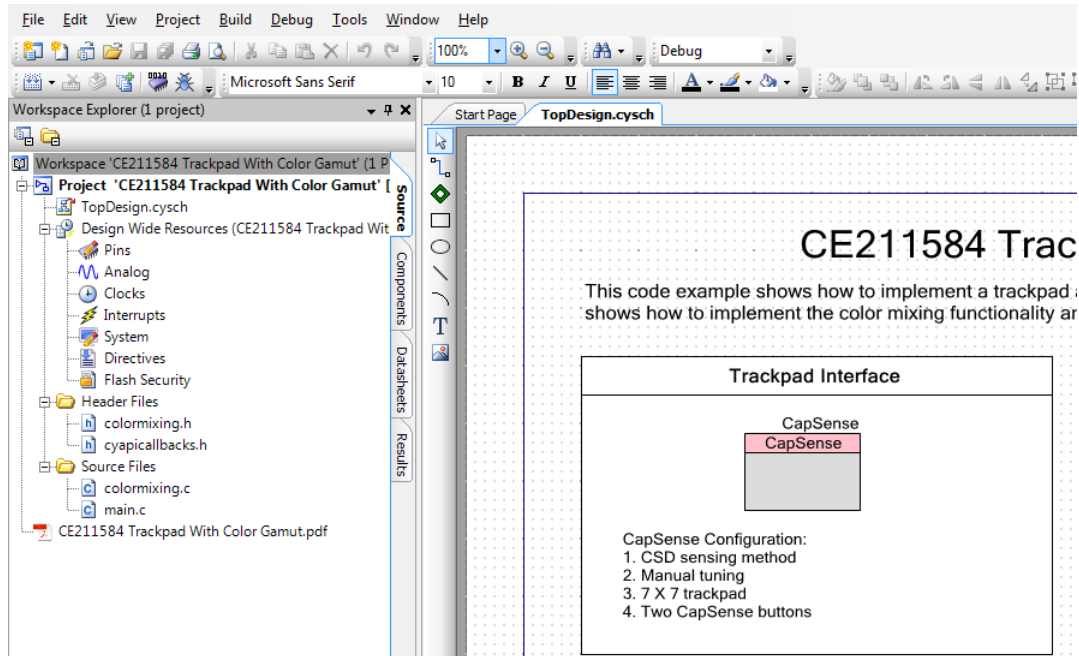 File Edit View Project Build Debug Tools Window Help
100% Debug
Microsoft Sans Serif 10 B I U A
Workspace Explorer (1 project)
Start Page TopDesign.cysch
Workspace 'CE211584 Trackpad With Color Gamut' (1 P
Project 'CE211584 Trackpad With Color Gamut' [
TopDesign.cysch
Design Wide Resources (CE211584 Trackpad Wit
Pins
Analog
Clocks
Interrupts
System
Directives
Flash Security
Header Files
colormixing.h
cyapicallbacks.h
Source Files
colormixing.c
main.c
CE211584 Trackpad With Color Gamut.pdf
Source
Components
Datasheets
Results
T
CE211584 Trac
This code example shows how to implement a trackpad a
shows how to implement the color mixing functionality an
Trackpad Interface
CapSense
CapSense
CapSense Configuration:
1. CSD sensing method
2. Manual tuning
3. 7 X 7 trackpad
4. Two CapSense buttons